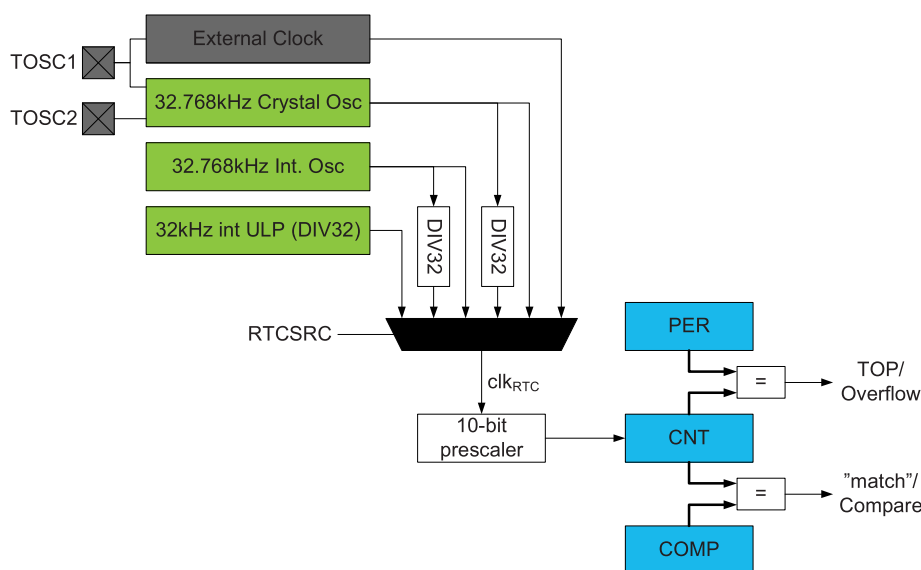 External Clock
TOSC1
32.768kHz Crystal Osc
TOSC2
32.768kHz Int. Osc
32kHz int ULP (DIV32)
DIV32
DIV32
RTCSRC
PER
clkRTC
=
TOP/
Overflow
10-bit
prescaler
CNT
=
”match”/
Compare
COMP